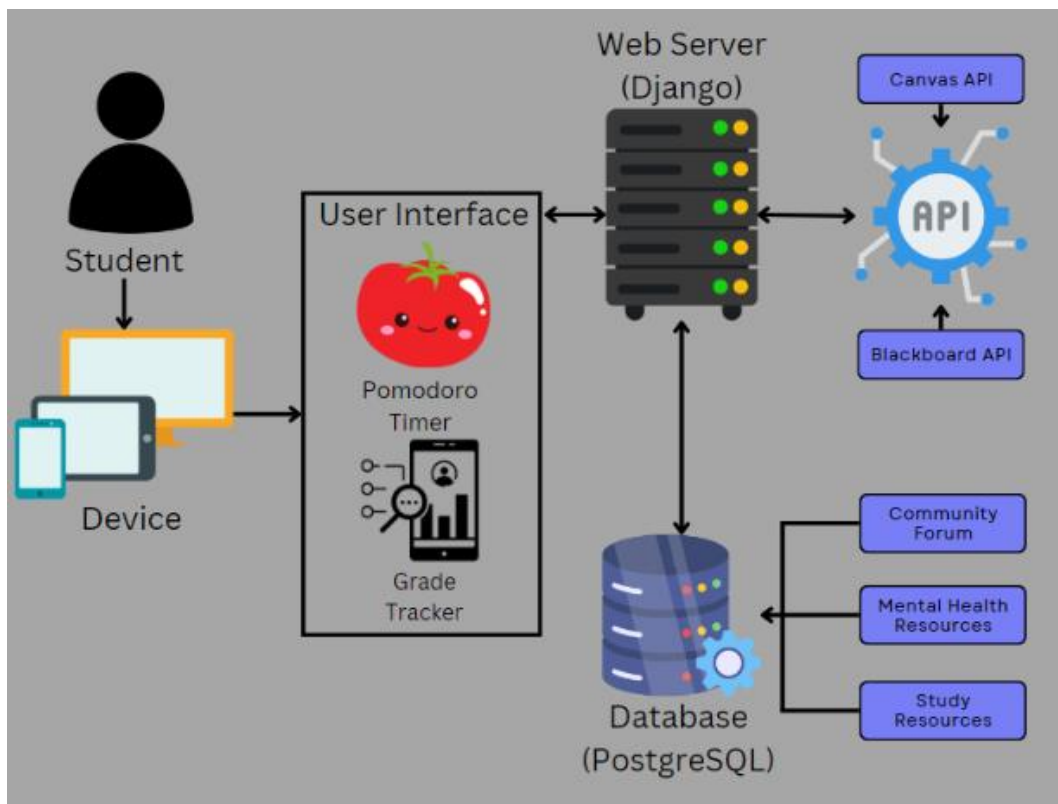 Student
Device
User Interface
Pomodoro
Timer
Grade
Tracker
Web Server
(Django)
Canvas API
API
Blackboard API
Database
(PostgreSQL)
Community
Forum
Mental Health
Resources
Study
Resources